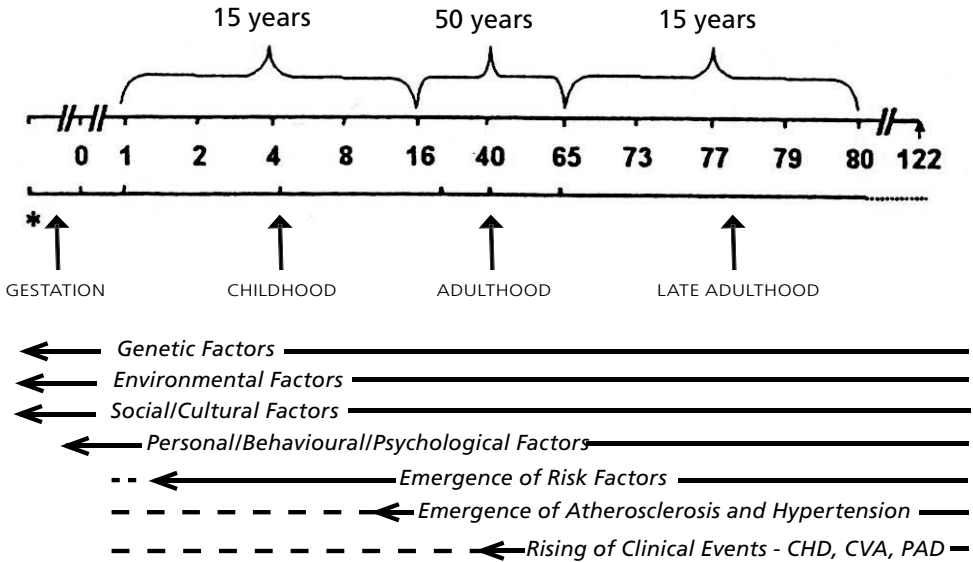 15 years 50 years 15 years
0 1 2 4 8 16 40 65 73 77 79 80 122
*
GESTATION CHILDHOOD ADULTHOOD LATE ADULTHOOD
Genetic Factors
Environmental Factors
Social/Cultural Factors
Personal/Behavioural/Psychological Factors
Emergence of Risk Factors
Emergence of Atherosclerosis and Hypertension
Rising of Clinical Events - CHD, CVA, PAD